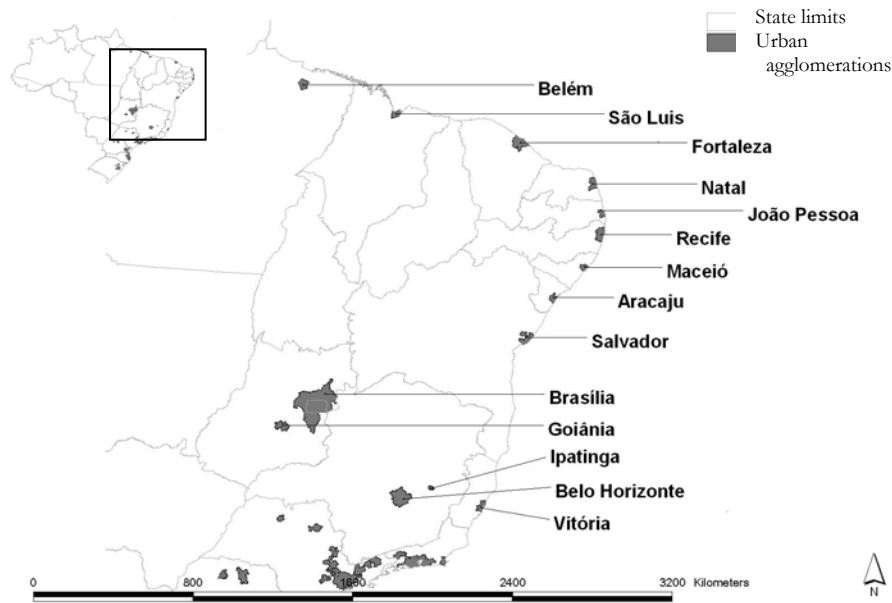 State limits
Urban
agglomerations
Belém
São Luis
Fortaleza
Natal
João Pessoa
Recife
Maceió
Aracaju
Salvador
Brasília
Goiânia
Ipatinga
Belo Horizonte
Vitória
0 800 1600 2400 3200 Kilometers
N